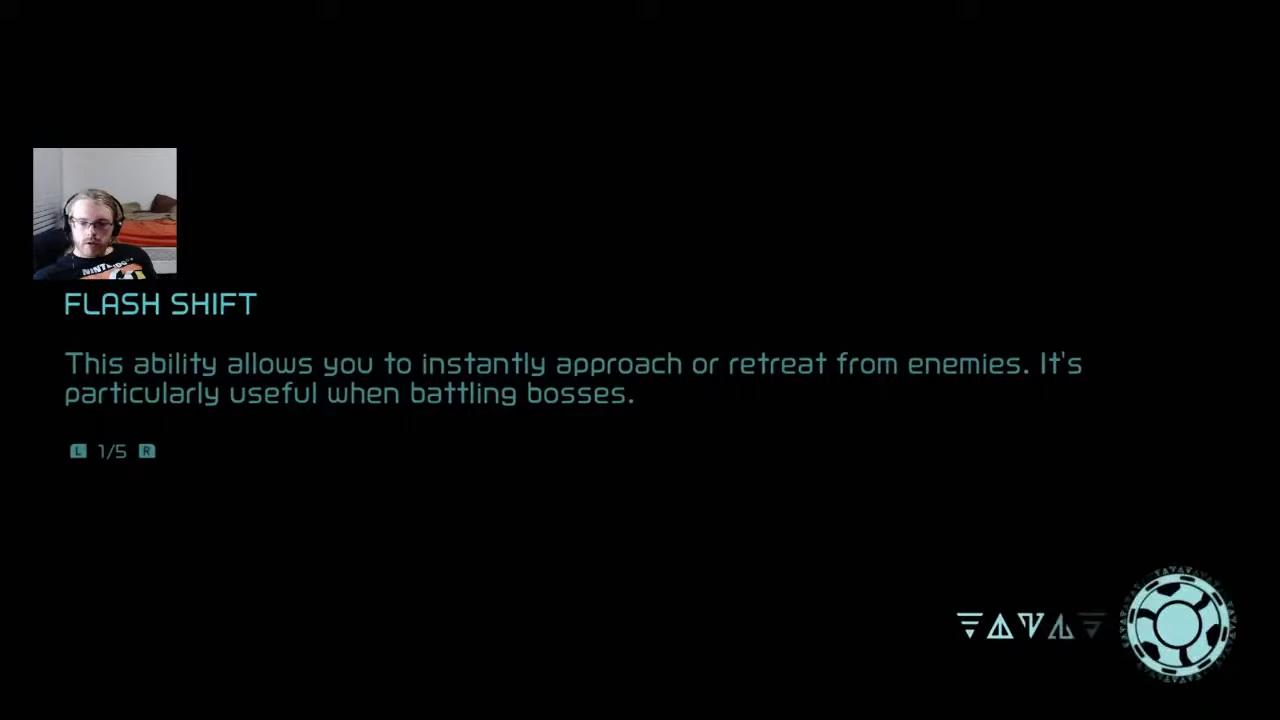 NINTENDO
FLASH SHIFT
This ability allows you to instantly approach or retreat from enemies. It's
particularly useful when battling bosses.
L 1/5 R